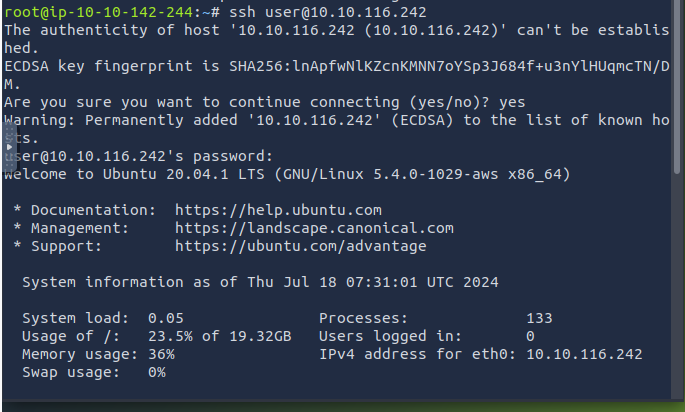 root@ip-10-10-142-244:~# ssh user@10.10.116.242
The authenticity of host '10.10.116.242 (10.10.116.242)' can't be establis
hed.
ECDSA key fingerprint is SHA256:lnApfwNlKZcnKMNN7oYSp3J684f+u3nYlHUqmcTN/D
M.
Are you sure you want to continue connecting (yes/no)? yes
Warning: Permanently added '10.10.116.242' (ECDSA) to the list of known ho
sts.
user@10.10.116.242's password:
Welcome to Ubuntu 20.04.1 LTS (GNU/Linux 5.4.0-1029-aws x86_64)
* Documentation: https://help.ubuntu.com
* Management: https://landscape.canonical.com
* Support: https://ubuntu.com/advantage
System information as of Thu Jul 18 07:31:01 UTC 2024
System load: 0.05 Processes: 133
Usage of /: 23.5% of 19.32GB Users logged in: 0
Memory usage: 36% IPv4 address for eth0: 10.10.116.242
Swap usage: 0%